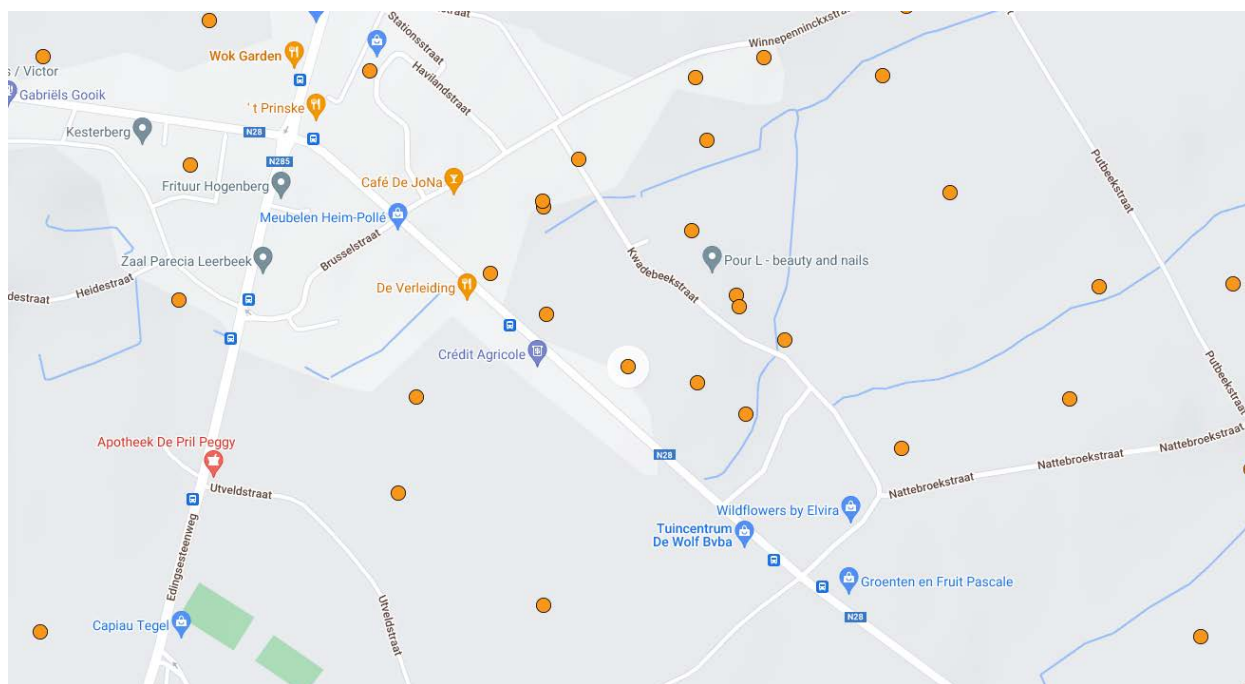 Wok Garden
Stationsstraat
Winnepenninckxstraat
s / Victor
Gabriëls Gooik
Havilandstraat
't Prinske
Kesterberg
N28
N285
Frituur Hogenberg
Café De JoNa
Putbeekstraat
Meubelen Heim-Pollé
Brusselstraat
Zaal Parecia Leerbeek
Kwadebeekstraat
Pour L - beauty and nails
Heidestraat
idestraat
De Verleiding
Crédit Agricole
Putbeekstraat
Apotheek De Pril Peggy
N28
Nattebroekstraat
Nattebroekstraat
Nattebroekstraat
Utveldstraat
Wildflowers by Elvira
Tuincentrum
De Wolf Bvba
Edingsesteenweg
Groenten en Fruit Pascale
Utveldstraat
N28
Capiau Tegel